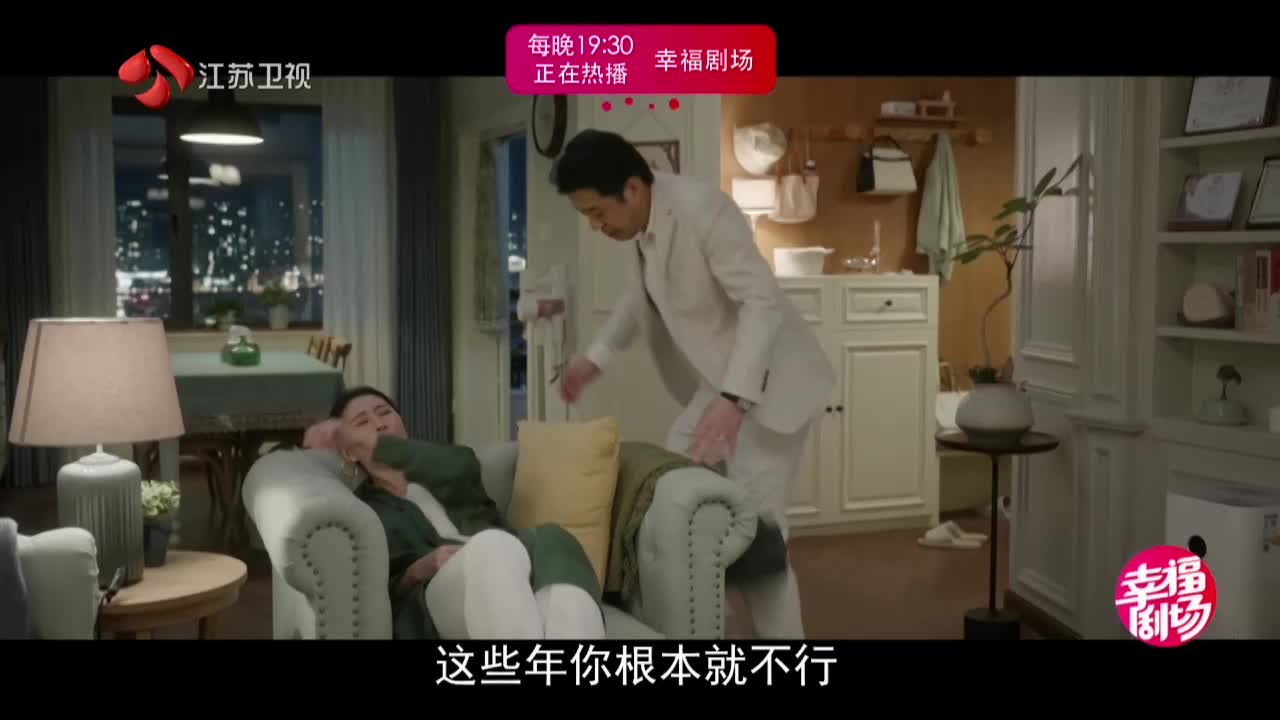 每晚19:30
正在热播
幸福剧场
江苏卫视
幸福
剧场
这些年你根本就不行